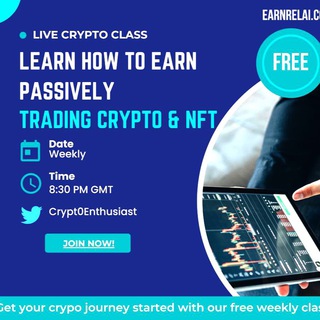 EARNRELAI.CO
LIVE CRYPTO CLASS
LEARN HOW TO EARN
PASSIVELY
FREE
TRADING CRYPTO & NFT
Date
Weekly
Time
8:30 PM GMT
Crypt0Enthusiast
JOIN NOW!
Get your crypo journey started with our free weekly clas